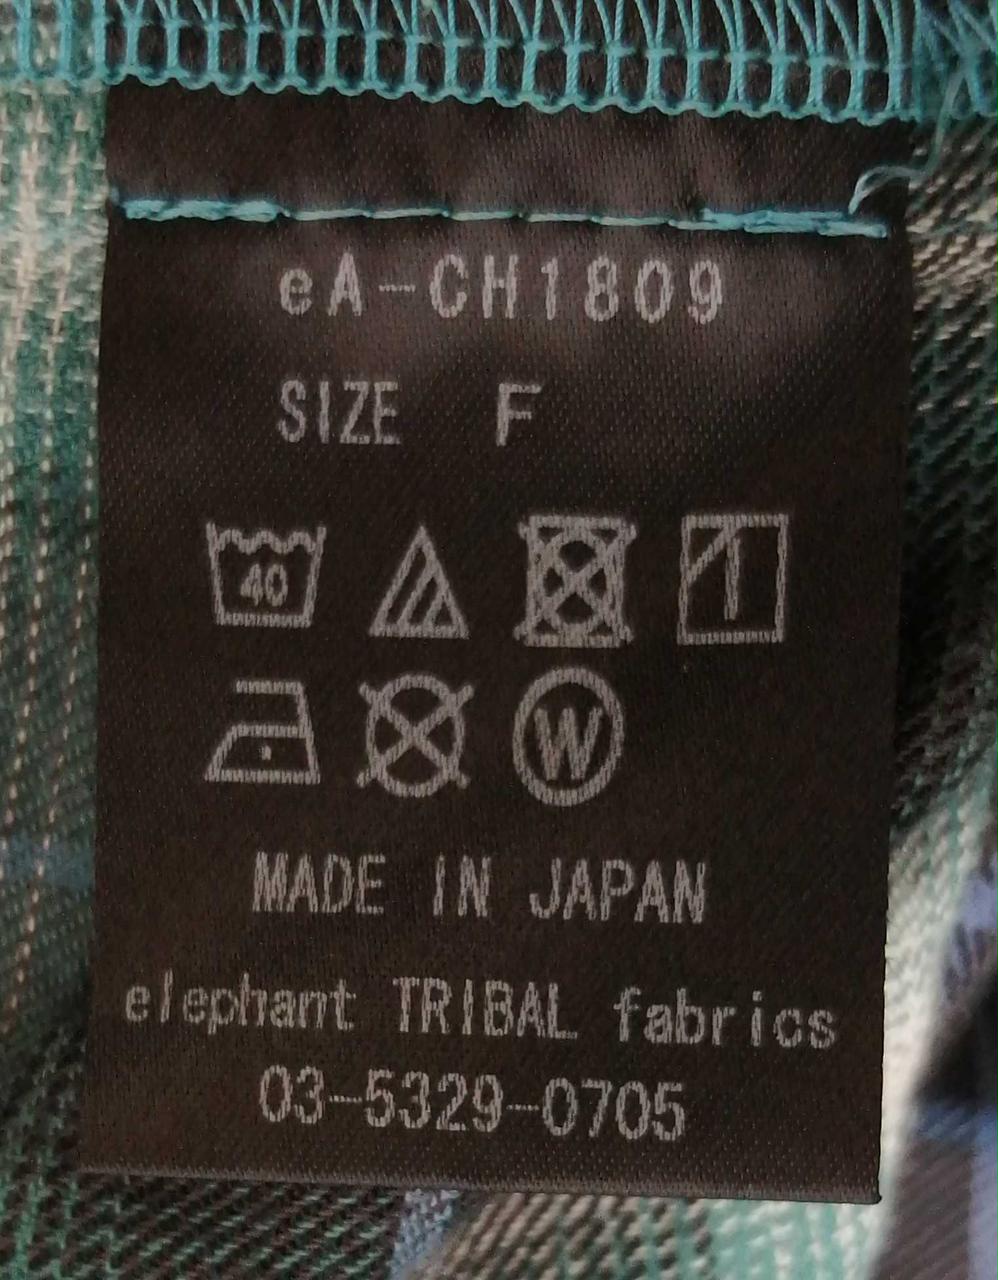 eA-CH1809
SIZE F
40
W
MADE IN JAPAN
elephant TRIBAL fabrics
03-5329-0705